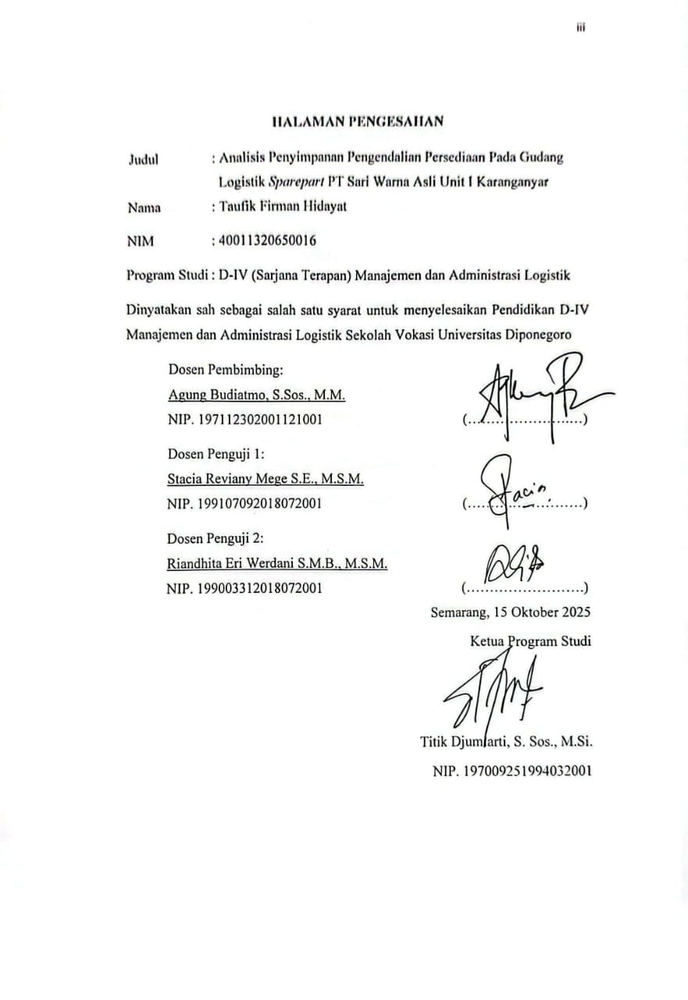 iii
HALAMAN PENGESAHAN
Judul : Analisis Penyimpanan Pengendalian Persediaan Pada Gudang
Logistik Sparepart PT Sari Warna Asli Unit I Karanganyar
Nama : Taufik Firman Hidayat
NIM : 40011320650016
Program Studi : D-IV (Sarjana Terapan) Manajemen dan Administrasi Logistik
Dinyatakan sah sebagai salah satu syarat untuk menyelesaikan Pendidikan D-IV
Manajemen dan Administrasi Logistik Sekolah Vokasi Universitas Diponegoro
Dosen Pembimbing:
Agung Budiatmo, S.Sos., M.M.
NIP. 197112302001121001 (..........................)
Dosen Penguji 1:
Stacia Reviany Mege S.E., M.S.M.
Stacia
NIP. 199107092018072001 (..........................)
Dosen Penguji 2:
Riandhita Eri Werdani S.M.B., M.S.M.
NIP. 199003312018072001 (..........................)
Semarang, 15 Oktober 2025
Ketua Program Studi
Titik Djumiarti, S. Sos., M.Si.
NIP. 197009251994032001